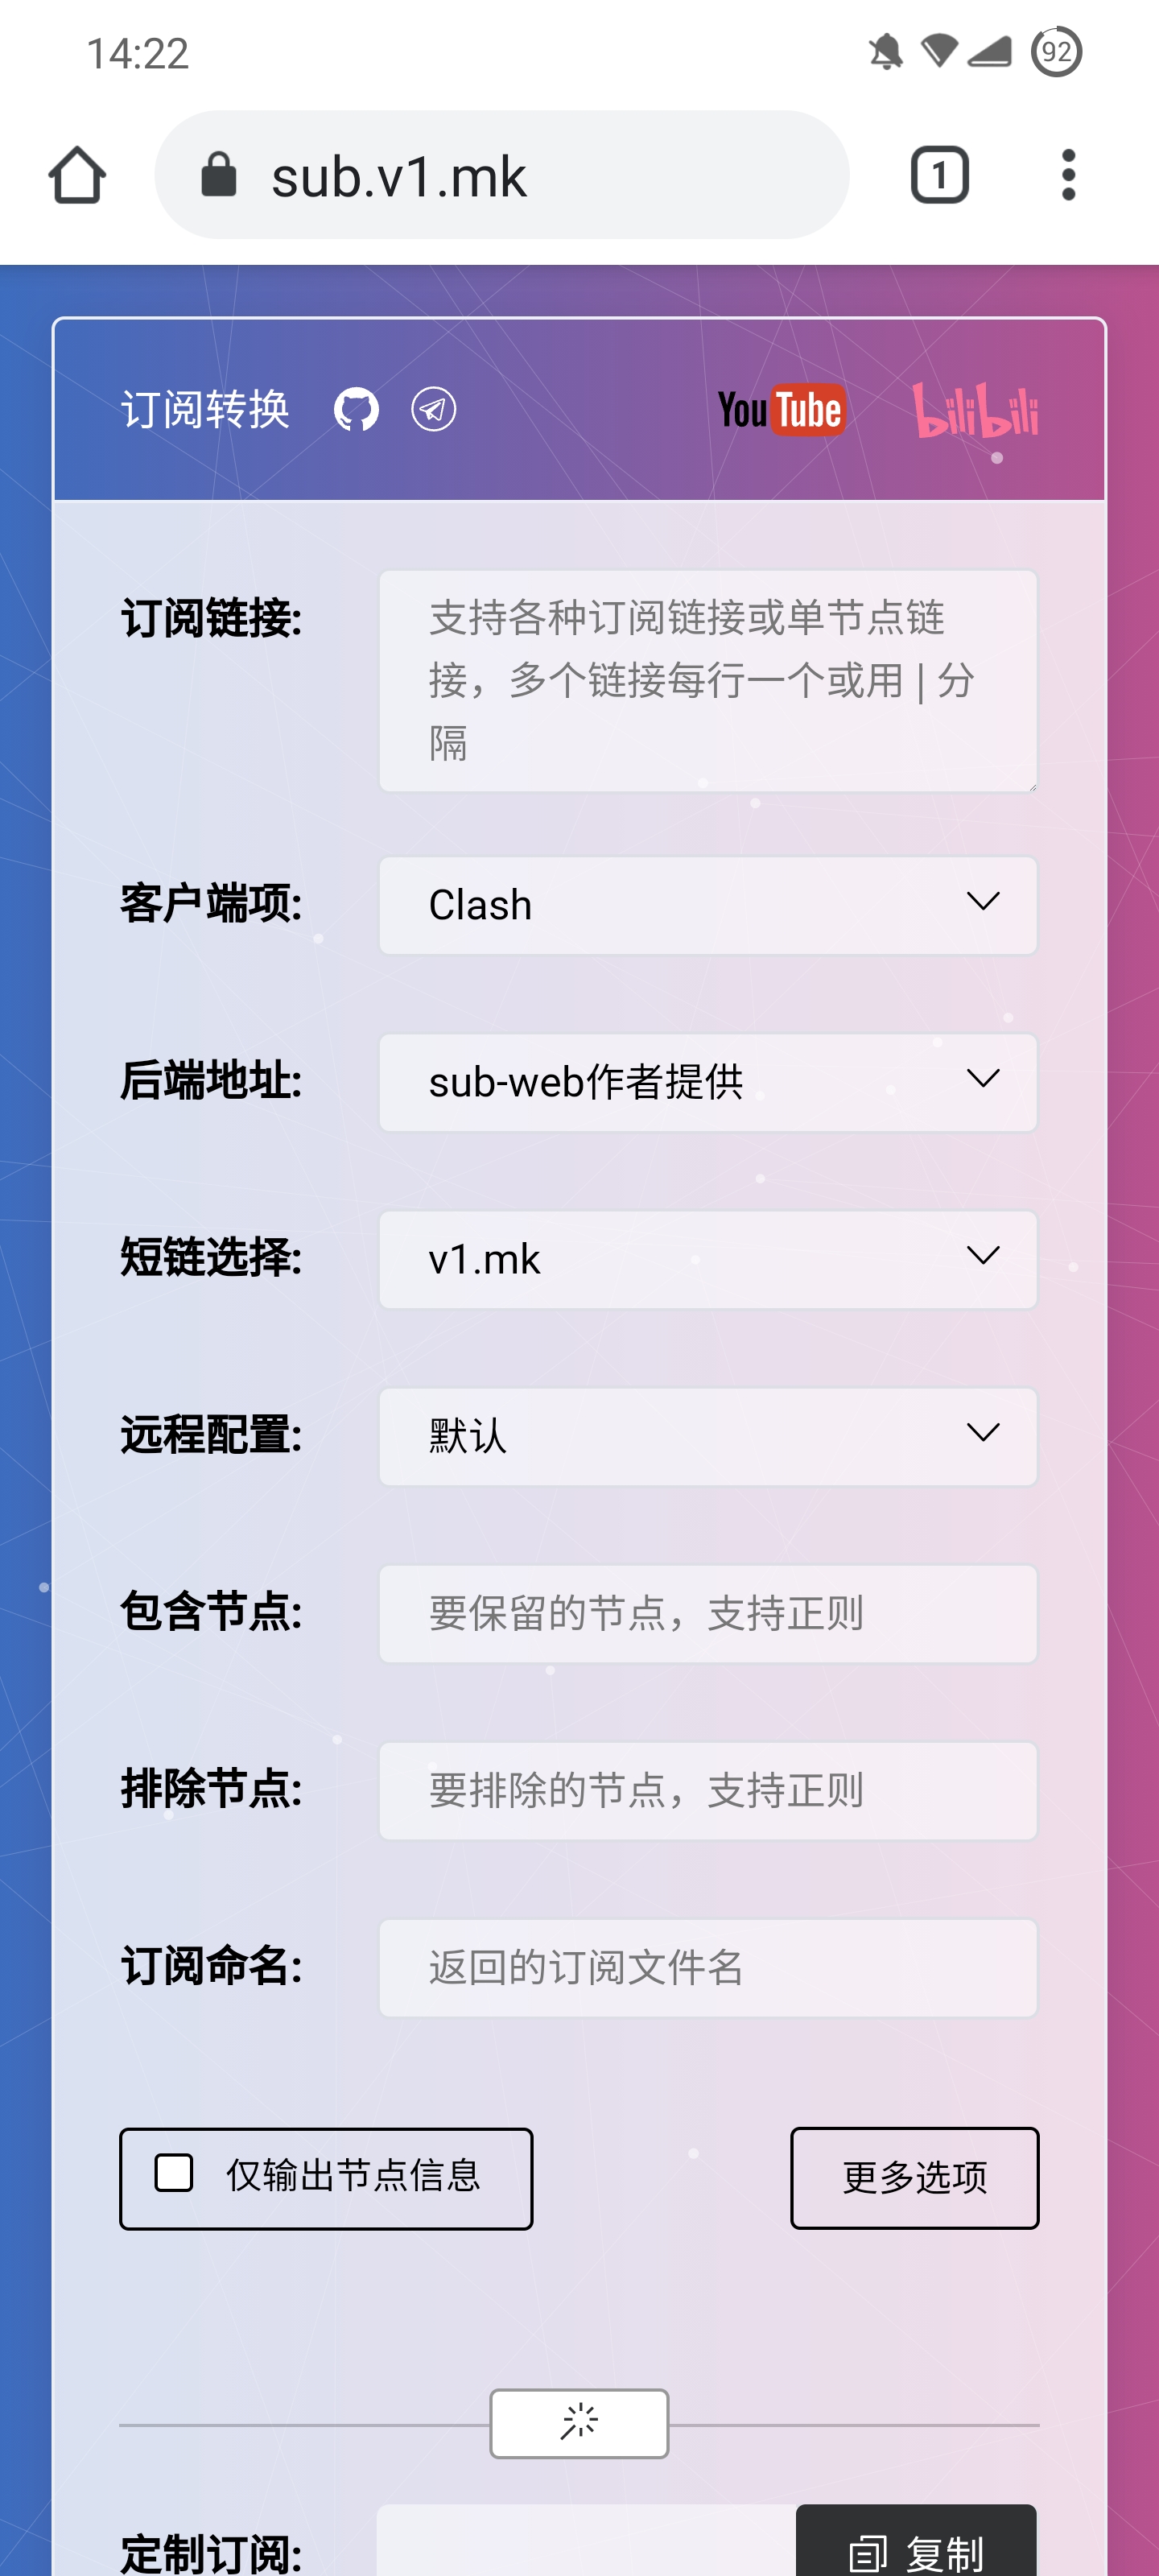 14:22
92
sub.v1.mk
1
订阅转换
YouTube
bilibili
订阅链接:
支持各种订阅链接或单节点链
接，多个链接每行一个或用 | 分
隔
客户端项:
Clash
后端地址:
sub-web作者提供
短链选择:
v1.mk
远程配置:
默认
包含节点:
要保留的节点，支持正则
排除节点:
要排除的节点，支持正则
订阅命名:
返回的订阅文件名
仅输出节点信息
更多选项
定制订阅:
复制